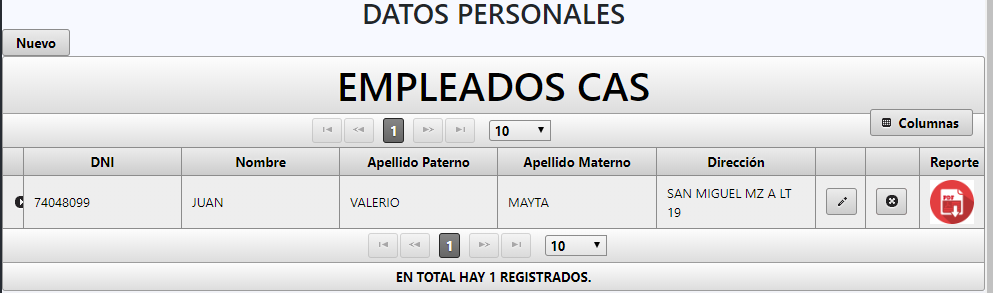 DATOS PERSONALES
Nuevo
EMPLEADOS CAS
1 10
Columnas
DNI Nombre Apellido Paterno Apellido Materno Dirección Reporte
74048099 JUAN VALERIO MAYTA SAN MIGUEL MZ A LT
19
PDF
1 10
EN TOTAL HAY 1 REGISTRADOS.